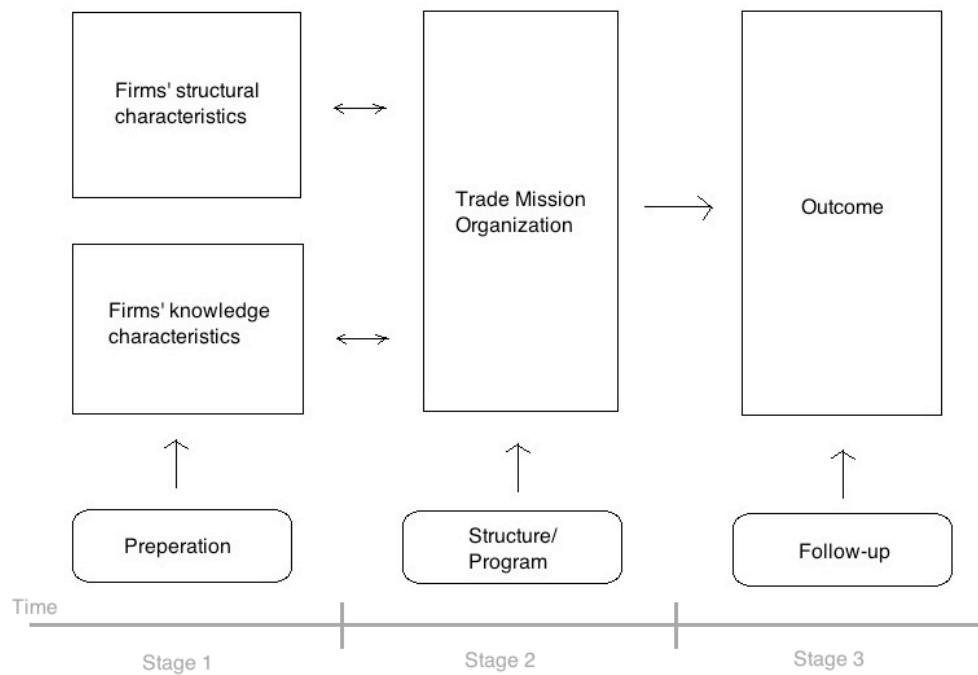 Firms' structural
characteristics
Firms' knowledge
characteristics
Trade Mission
Organization
Outcome
Preperation
Structure/
Program
Follow-up
Time
Stage 1
Stage 2
Stage 3